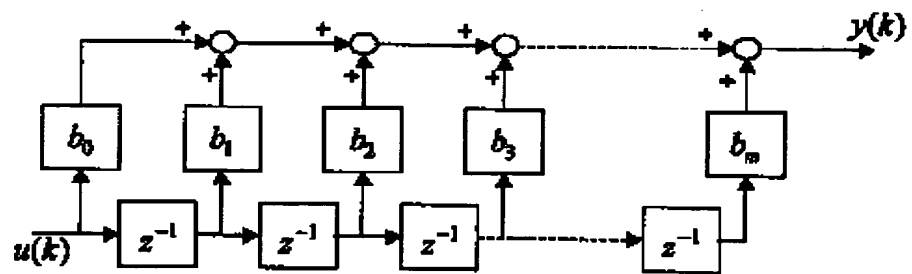 + + + + y(k)
+ + + +
b₀ b₁ b₂ b₃ bₘ
u(k) z⁻¹ z⁻¹ z⁻¹ z⁻¹